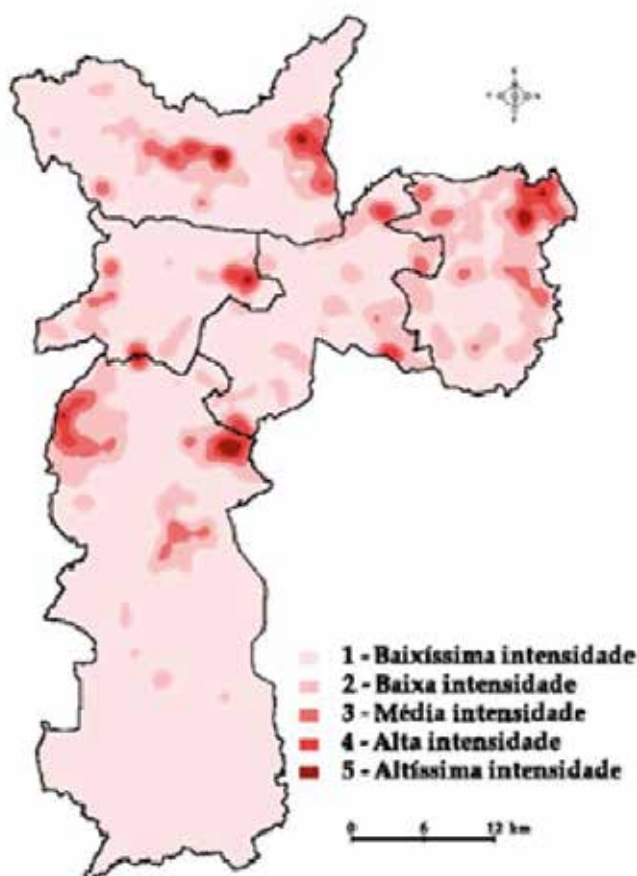 1 - Baixíssima intensidade
2 - Baixa intensidade
3 - Média intensidade
4 - Alta intensidade
5 - Altíssima intensidade
0 6 12 km